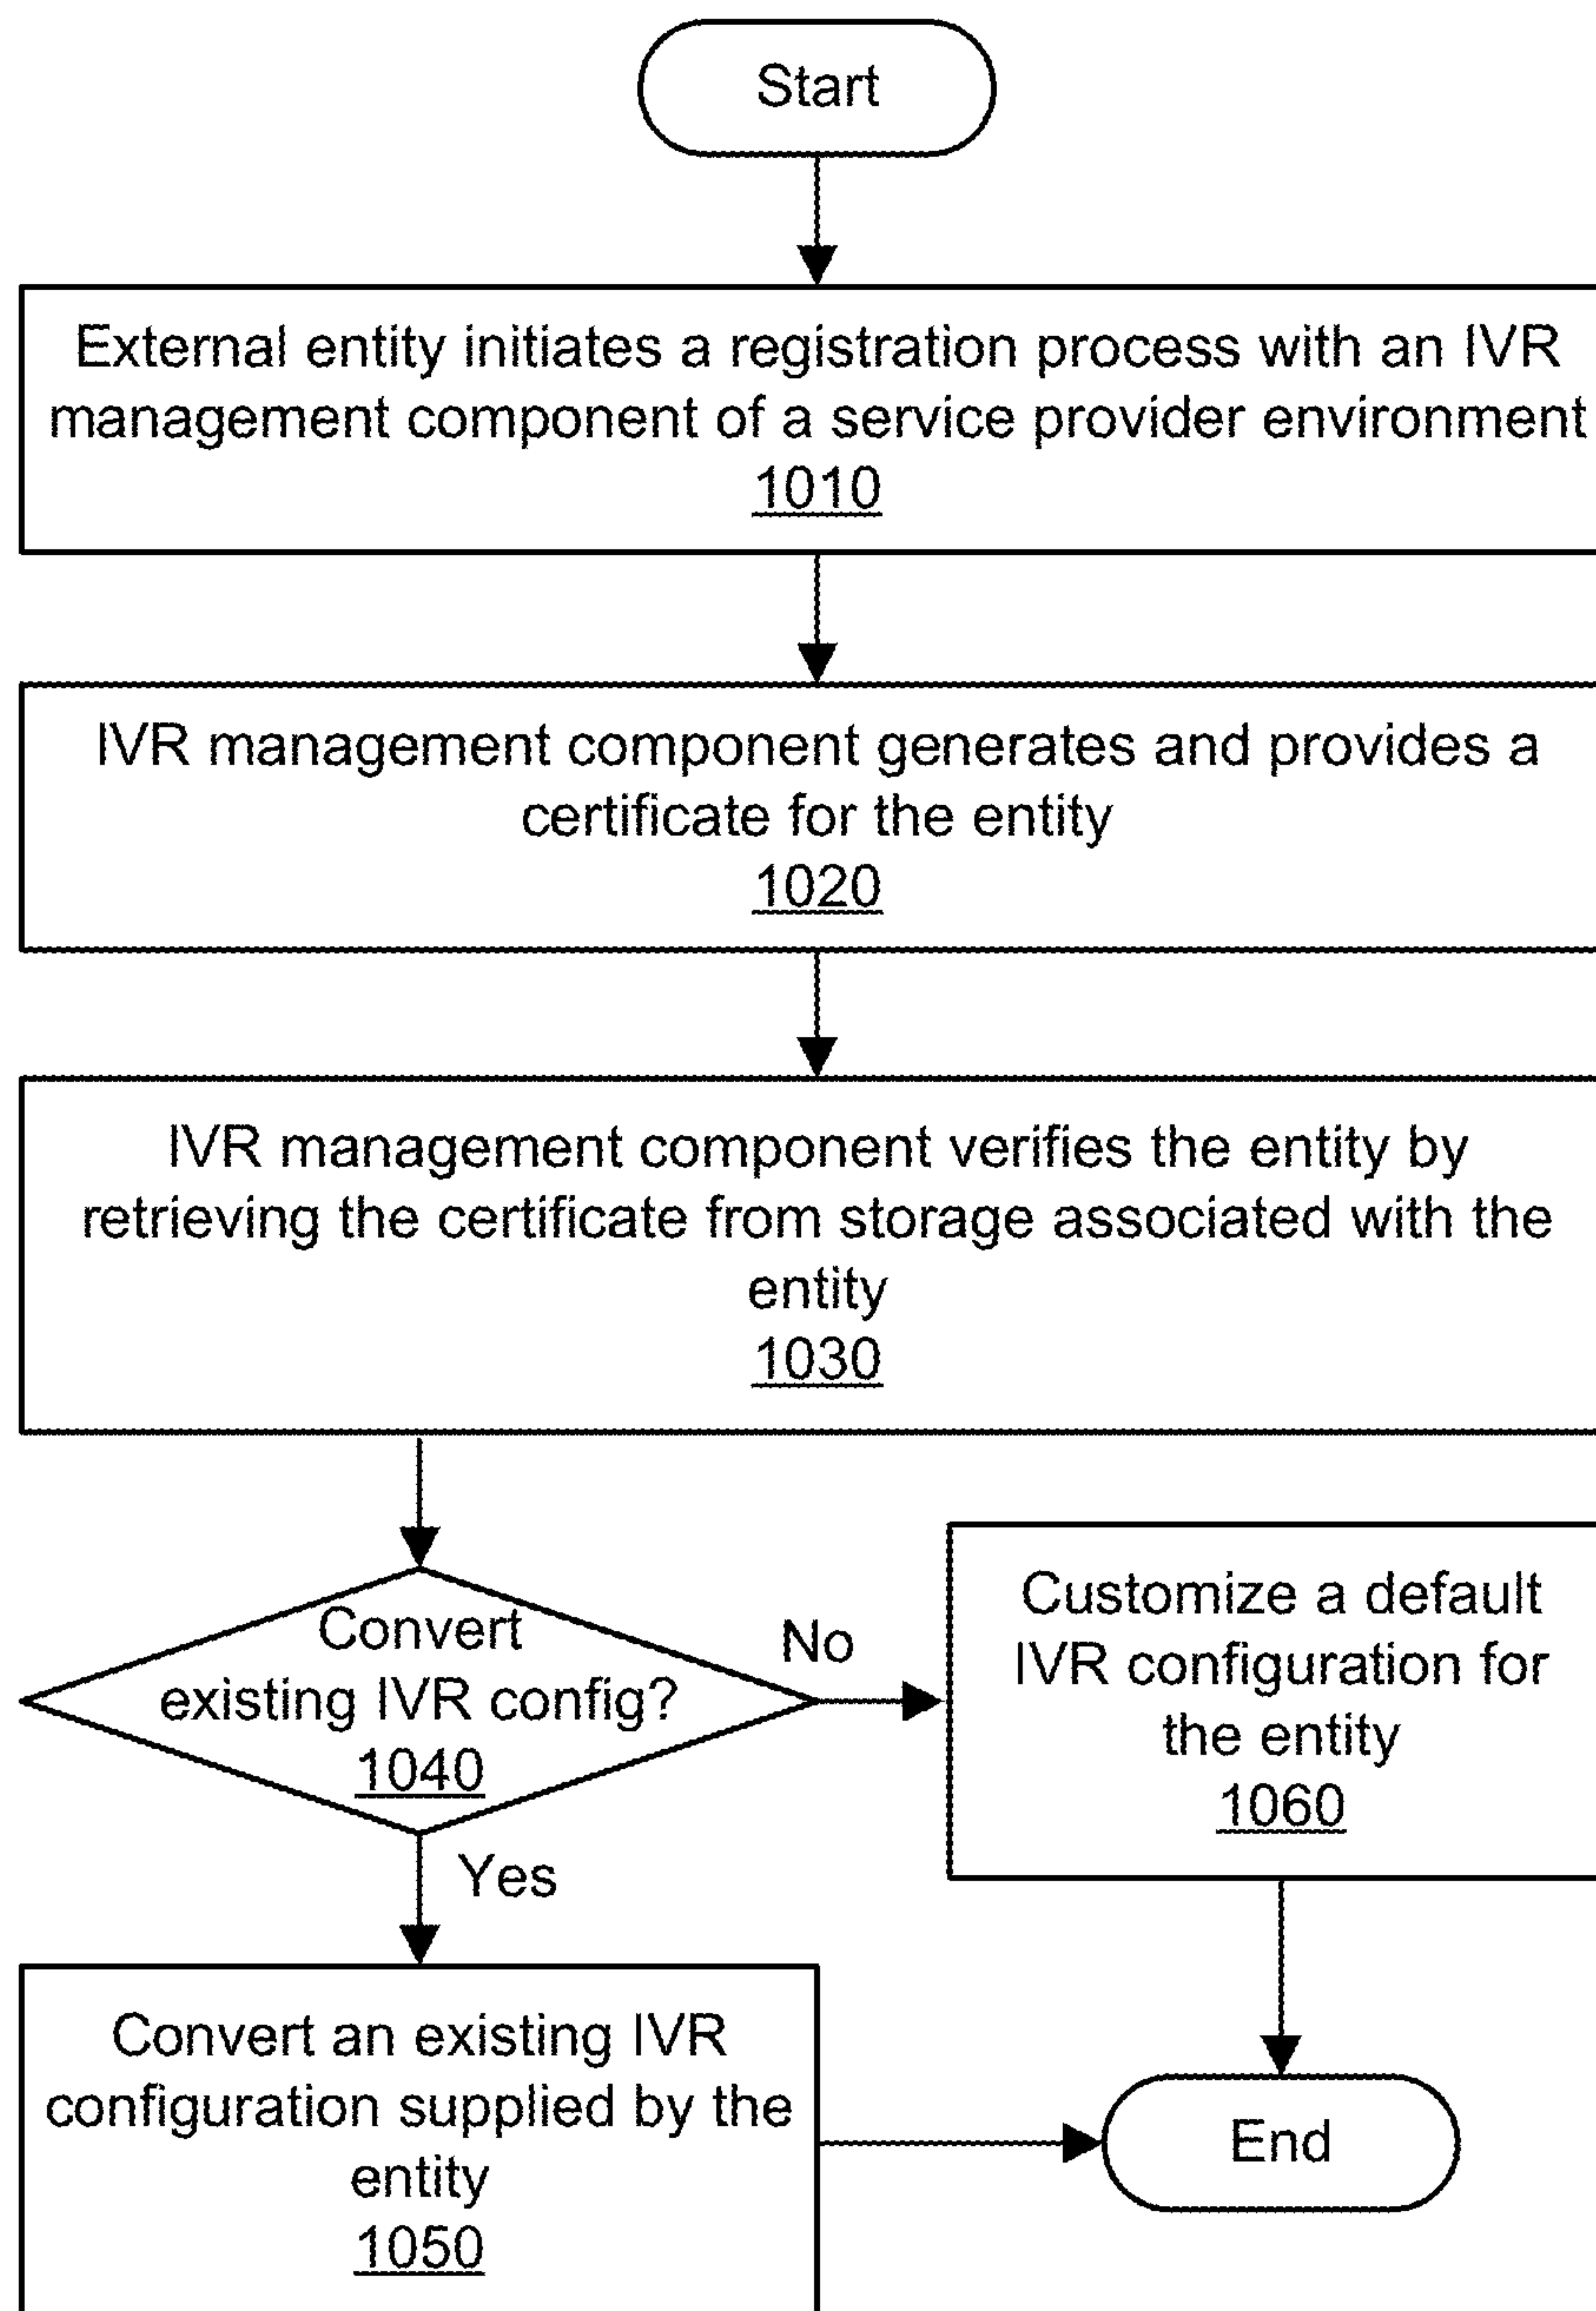 Start
External entity initiates a registration process with an IVR
management component of a service provider environment
1010
IVR management component generates and provides a
certificate for the entity
1020
IVR management component verifies the entity by
retrieving the certificate from storage associated with the
entity
1030
Convert
existing IVR config?
1040
No
Customize a default
IVR configuration for
the entity
1060
Yes
Convert an existing IVR
configuration supplied by the
entity
1050
End